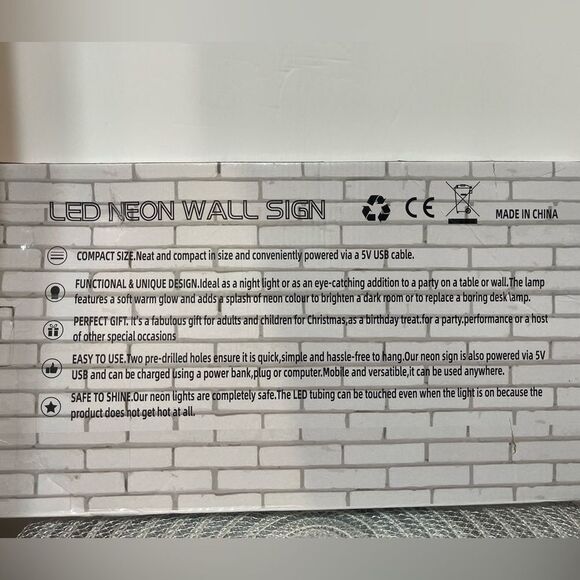 LED NEON WALL SIGN
CE
MADE IN CHINA
COMPACT SIZE.Neat and compact in size and conveniently powered via a 5V USB cable.
FUNCTIONAL & UNIQUE DESIGN.Ideal as a night light or as an eye-catching addition to a party on a table or wall.The lamp
features a soft warm glow and adds a splash of neon colour to brighten a dark room or to replace a boring desk lamp.
PERFECT GIFT. It's a fabulous gift for adults and children for Christmas,as a birthday treat.for a party.performance or a host
of other special occasions
EASY TO USE.Two pre-drilled holes ensure it is quick,simple and hassle-free to hang.Our neon sign is also powered via 5V
USB and can be charged using a power bank,plug or computer.Mobile and versatile,it can be used anywhere.
SAFE TO SHINE.Our neon lights are completely safe.The LED tubing can be touched even when the light is on because the
product does not get hot at all.